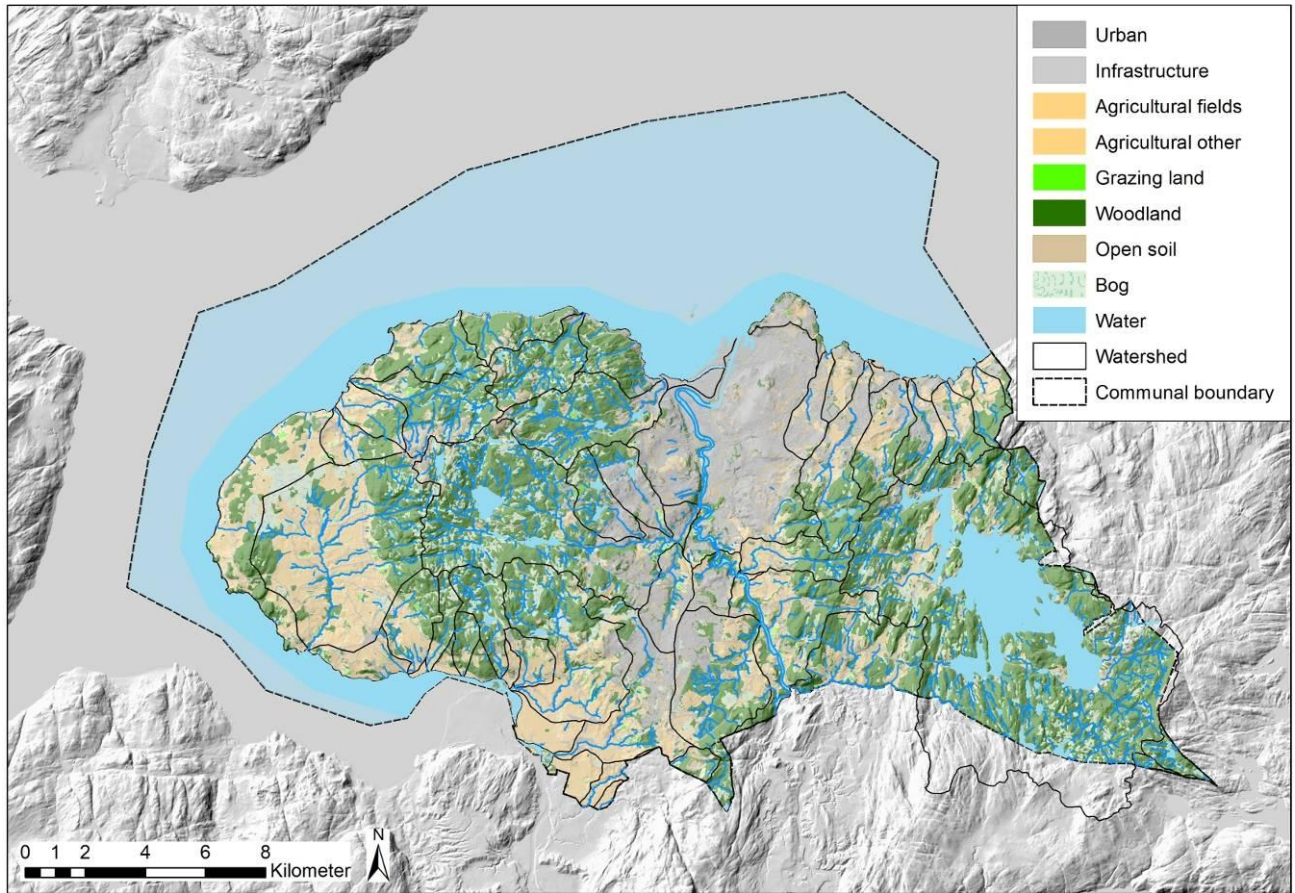 Urban
Infrastructure
Agricultural fields
Agricultural other
Grazing land
Woodland
Open soil
Bog
Water
Watershed
Communal boundary
N
0 1 2 4 6 8
Kilometer